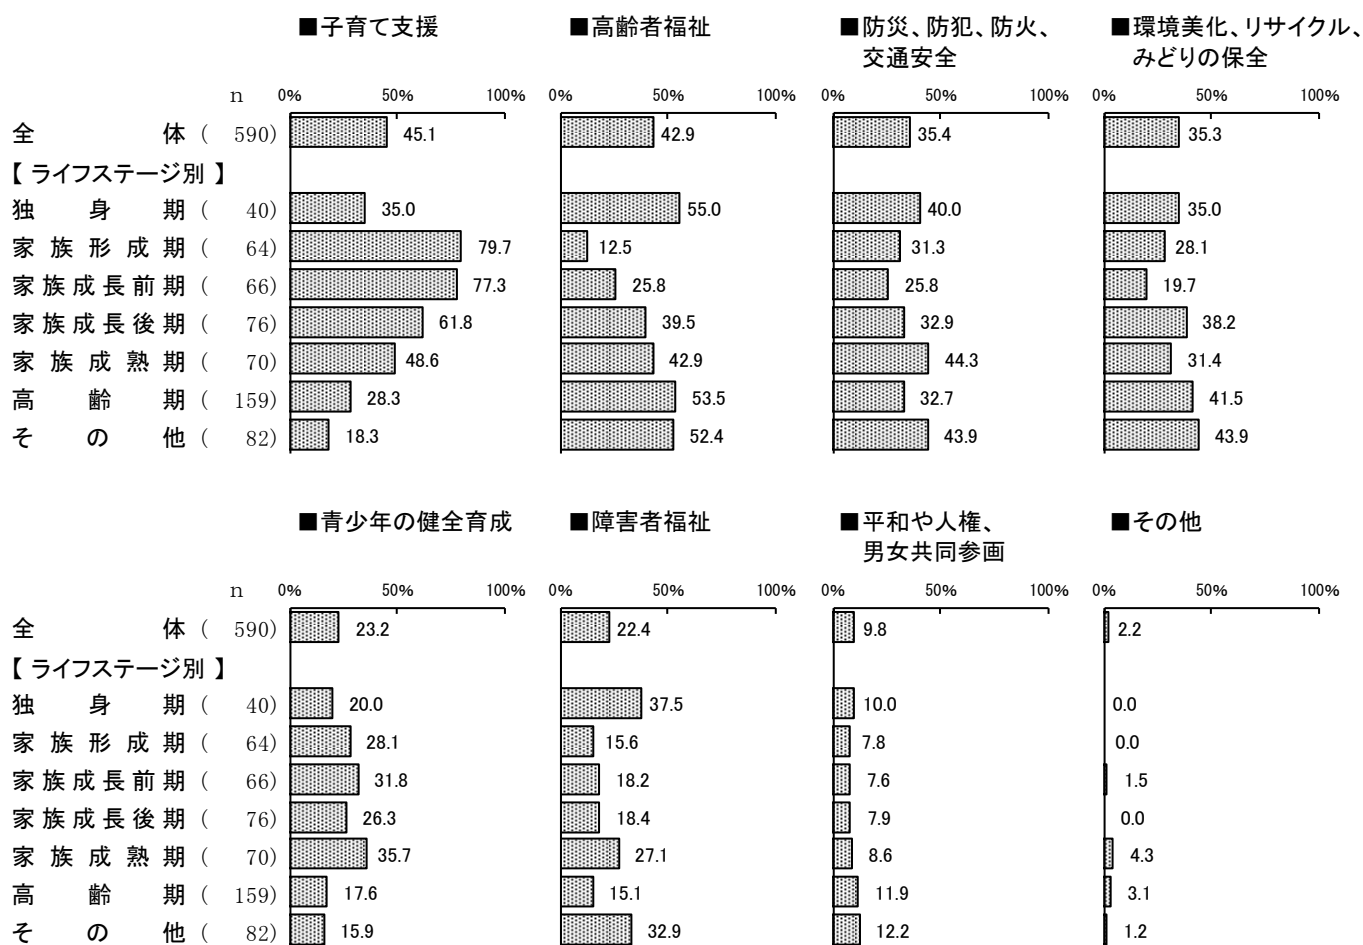 ■子育て支援 ■高齢者福祉 ■防災、防犯、防火、 ■環境美化、リサイクル、
交通安全 みどりの保全
n 0% 50% 100% 0% 50% 100% 0% 50% 100% 0% 50% 100%
全体 ( 590) 45.1 42.9 35.4 35.3
【 ライフステージ別 】
独身期 ( 40) 35.0 55.0 40.0 35.0
家族形成期 ( 64) 79.7 12.5 31.3 28.1
家族成長前期 ( 66) 77.3 25.8 25.8 19.7
家族成長後期 ( 76) 61.8 39.5 32.9 38.2
家族成熟期 ( 70) 48.6 42.9 44.3 31.4
高齢期 ( 159) 28.3 53.5 32.7 41.5
その他 ( 82) 18.3 52.4 43.9 43.9
■青少年の健全育成 ■障害者福祉 ■平和や人権、 ■その他
男女共同参画
n 0% 50% 100% 0% 50% 100% 0% 50% 100% 0% 50% 100%
全体 ( 590) 23.2 22.4 9.8 2.2
【 ライフステージ別 】
独身期 ( 40) 20.0 37.5 10.0 0.0
家族形成期 ( 64) 28.1 15.6 7.8 0.0
家族成長前期 ( 66) 31.8 18.2 7.6 1.5
家族成長後期 ( 76) 26.3 18.4 7.9 0.0
家族成熟期 ( 70) 35.7 27.1 8.6 4.3
高齢期 ( 159) 17.6 15.1 11.9 3.1
その他 ( 82) 15.9 32.9 12.2 1.2